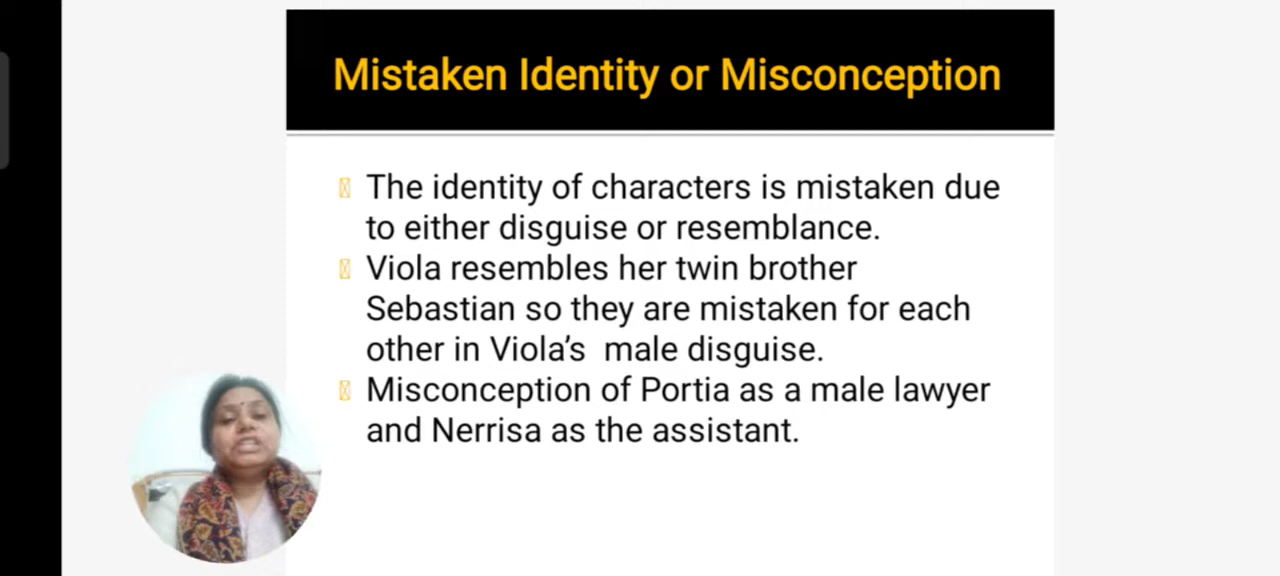 Mistaken Identity or Misconception
The identity of characters is mistaken due
to either disguise or resemblance.
Viola resembles her twin brother
Sebastian so they are mistaken for each
other in Viola’s  male disguise.
Misconception of Portia as a male lawyer
and Nerrisa as the assistant.